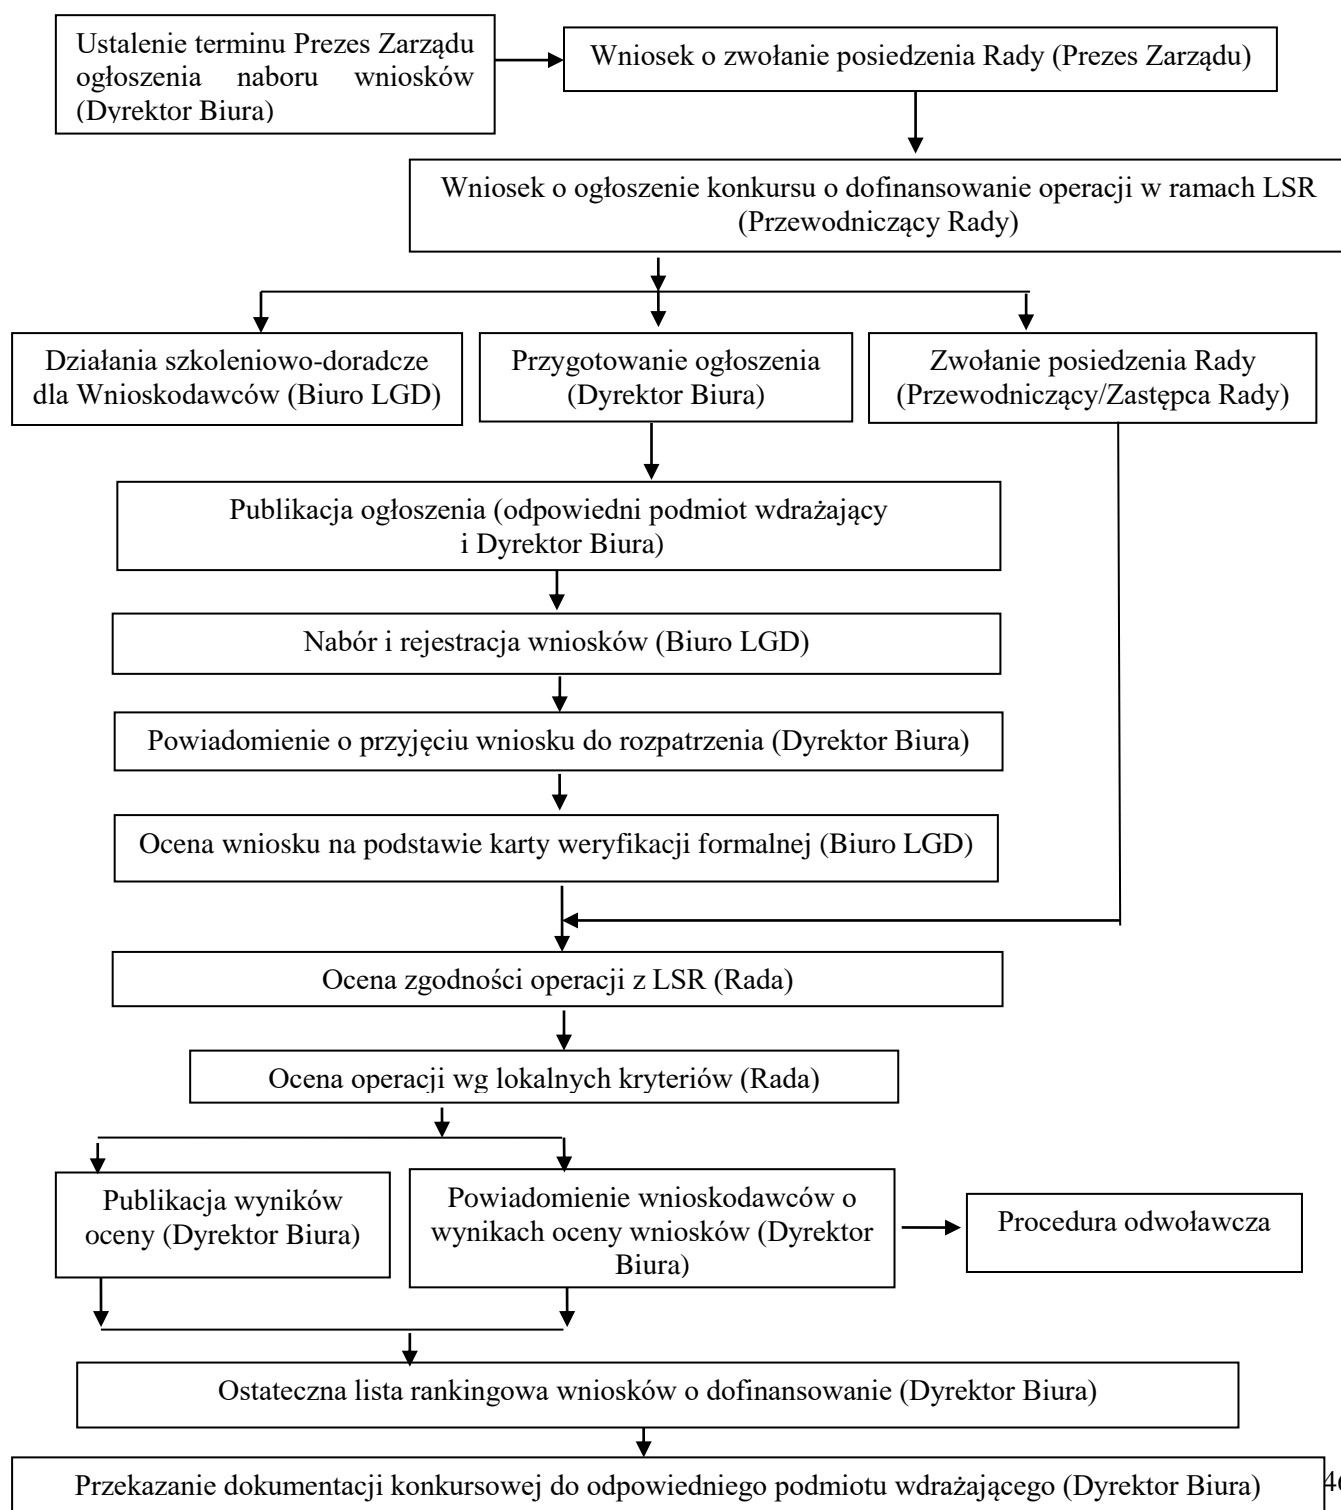 Ustalenie terminu Prezes Zarządu
ogłoszenia naboru wniosków
(Dyrektor Biura)
Wniosek o zwołanie posiedzenia Rady (Prezes Zarządu)
Wniosek o ogłoszenie konkursu o dofinansowanie operacji w ramach LSR
(Przewodniczący Rady)
Działania szkoleniowo-doradcze
dla Wnioskodawców (Biuro LGD)
Przygotowanie ogłoszenia
(Dyrektor Biura)
Zwołanie posiedzenia Rady
(Przewodniczący/Zastępca Rady)
Publikacja ogłoszenia (odpowiedni podmiot wdrażający
i Dyrektor Biura)
Nabór i rejestracja wniosków (Biuro LGD)
Powiadomienie o przyjęciu wniosku do rozpatrzenia (Dyrektor Biura)
Ocena wniosku na podstawie karty weryfikacji formalnej (Biuro LGD)
Ocena zgodności operacji z LSR (Rada)
Ocena operacji wg lokalnych kryteriów (Rada)
Publikacja wyników
oceny (Dyrektor Biura)
Powiadomienie wnioskodawców o
wynikach oceny wniosków (Dyrektor
Biura)
Procedura odwoławcza
Ostateczna lista rankingowa wniosków o dofinansowanie (Dyrektor Biura)
Przekazanie dokumentacji konkursowej do odpowiedniego podmiotu wdrażającego (Dyrektor Biura)